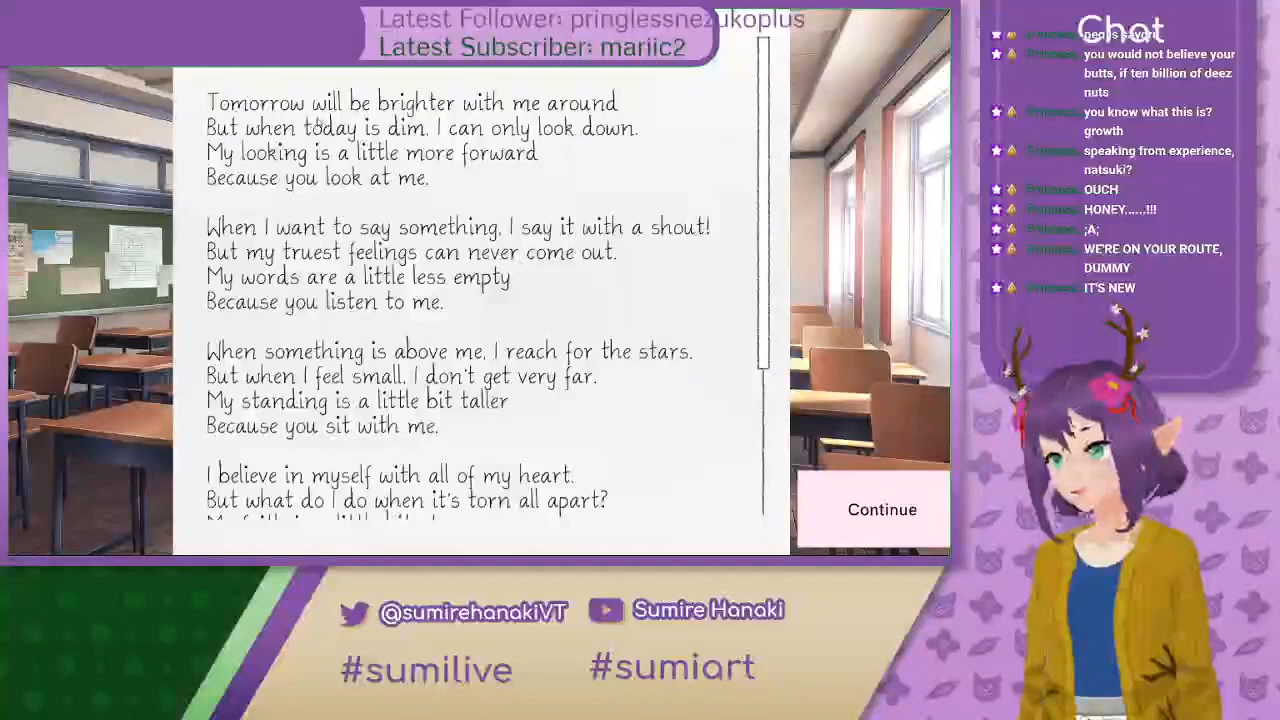 Latest Follower: pringlessnezukoplus
Latest Subscriber: mariic2
Tomorrow will be brighter with me around
But when today is dim, I can only look down.
My looking is a little more forward
Because you look at me.
When I want to say something, I say it with a shout!
But my truest feelings can never come out.
My words are a little less empty
Because you listen to me.
When something is above me, I reach for the stars.
But when I feel small, I don't get very far.
My standing is a little bit taller
Because you sit with me.
I believe in myself with all of my heart.
But what do I do when it's torn all apart?
Continue
Chat
you would not believe your
butts, if ten billion of deez
nuts
you know what this is?
growth
speaking from experience,
natsuki?
OUCH
HONEY......!!!
;A;
WE'RE ON YOUR ROUTE,
DUMMY
IT'S NEW
@sumirehanakiVT
Sumire Hanaki
#sumilive
#sumiart